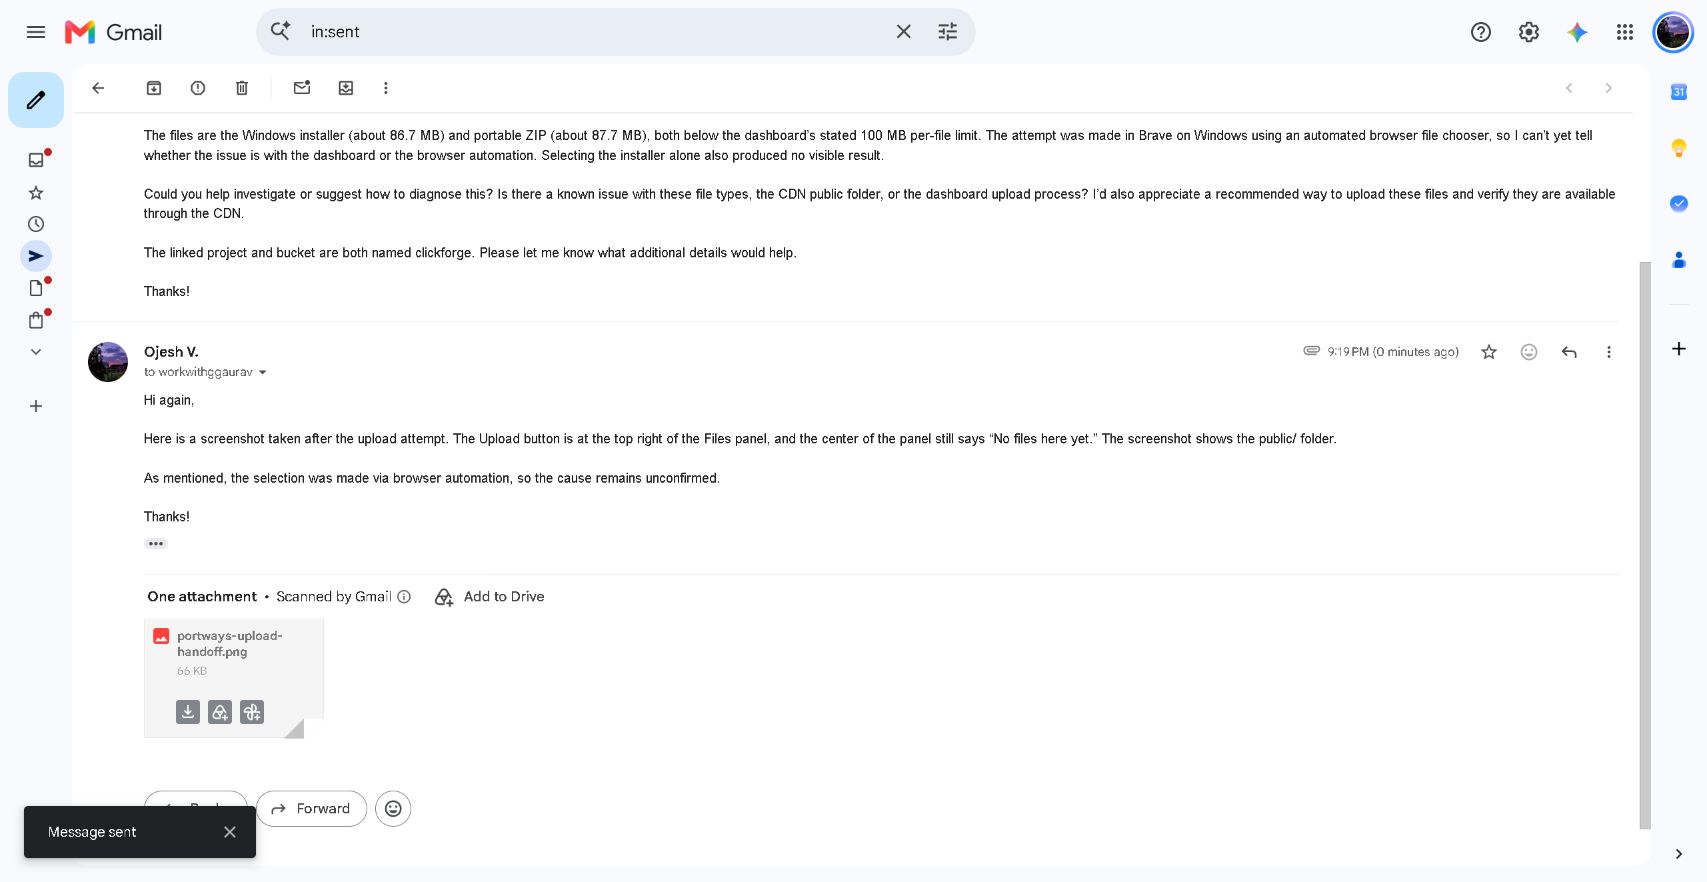 Gmail
in:sent
31
The files are the Windows installer (about 86.7 MB) and portable ZIP (about 87.7 MB), both below the dashboard's stated 100 MB per-file limit. The attempt was made in Brave on Windows using an automated browser file chooser, so I can't yet tell
whether the issue is with the dashboard or the browser automation. Selecting the installer alone also produced no visible result.
Could you help investigate or suggest how to diagnose this? Is there a known issue with these file types, the CDN public folder, or the dashboard upload process? I'd also appreciate a recommended way to upload these files and verify they are available
through the CDN.
The linked project and bucket are both named clickforge. Please let me know what additional details would help.
Thanks!
Ojesh V.
9:19 PM (0 minutes ago)
to workwithggaurav
Hi again,
Here is a screenshot taken after the upload attempt. The Upload button is at the top right of the Files panel, and the center of the panel still says “No files here yet.” The screenshot shows the public/ folder.
As mentioned, the selection was made via browser automation, so the cause remains unconfirmed.
Thanks!
One attachment • Scanned by Gmail
Add to Drive
portways-upload-
handoff.png
66 KB
Forward
Message sent